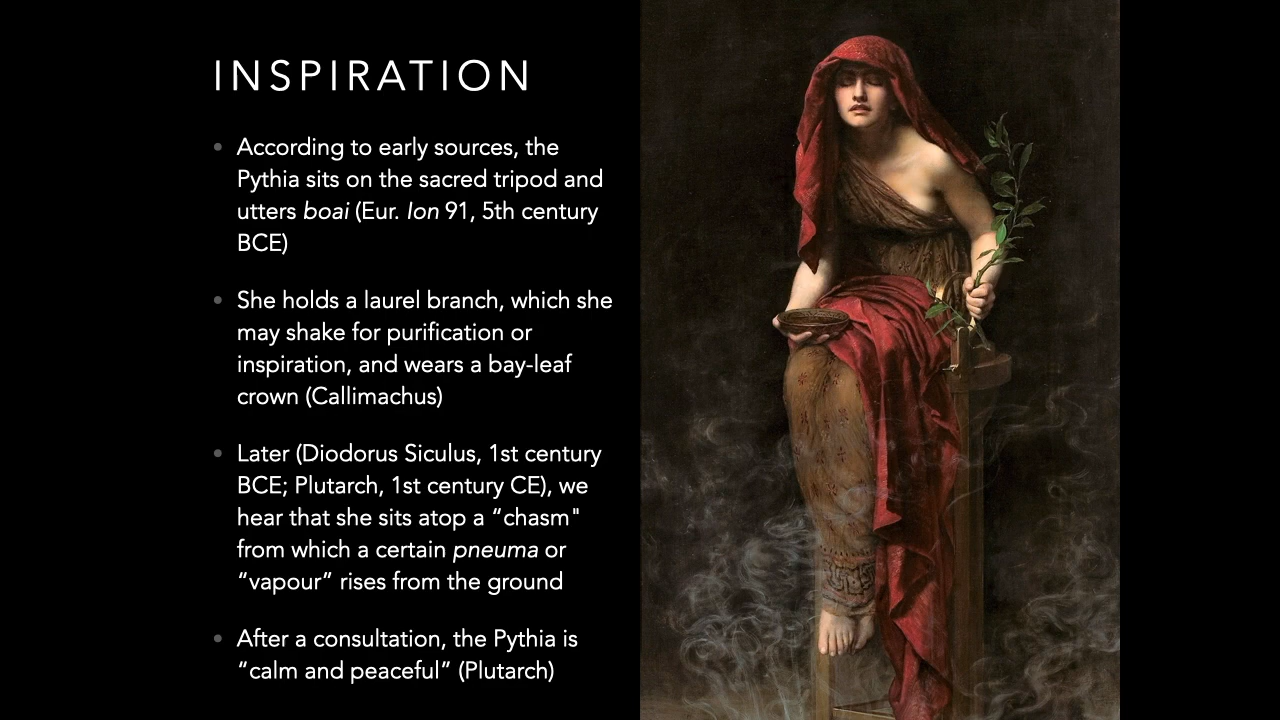 INSPIRATION
• According to early sources, the
Pythia sits on the sacred tripod and
utters boai (Eur. Ion 91, 5th century
BCE)
• She holds a laurel branch, which she
may shake for purification or
inspiration, and wears a bay-leaf
crown (Callimachus)
• Later (Diodorus Siculus, 1st century
BCE; Plutarch, 1st century CE), we
hear that she sits atop a “chasm"
from which a certain pneuma or
“vapour” rises from the ground
• After a consultation, the Pythia is
“calm and peaceful” (Plutarch)